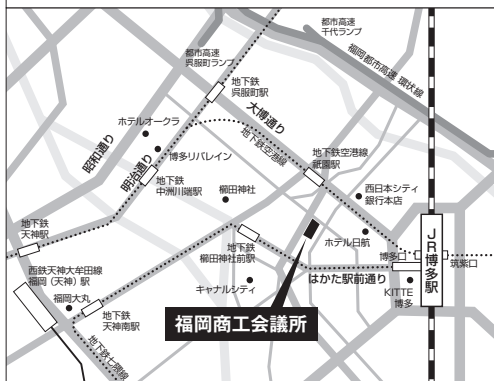 都市高速
千代ランプ
福岡都市高速 環状線
都市高速
呉服町ランプ
地下鉄
呉服町駅
大博通り
地下鉄空港線
ホテルオークラ
昭和通り
明治通り
博多リバレイン
地下鉄
中洲川端駅
地下鉄空港線
祇園駅
櫛田神社
西日本シティ
銀行本店
地下鉄
天神駅
地下鉄
櫛田神社前駅
ホテル日航
博多口
JR博多駅
筑紫口
西鉄天神大牟田線
福岡(天神)駅
福岡大丸
キャナルシティ
はかた駅前通り
KITTE
博多
地下鉄
天神南駅
福岡商工会議所
地下鉄七隈線